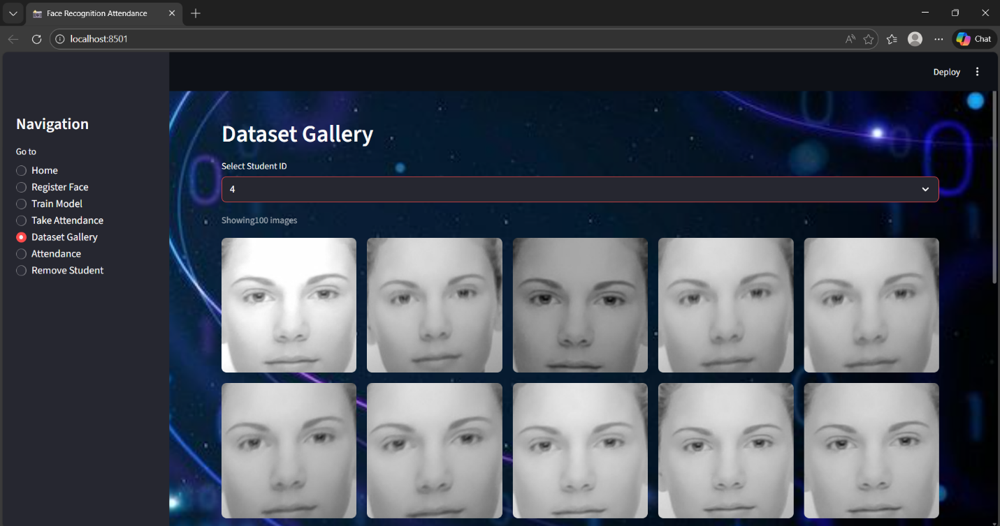 Face Recognition Attendance
localhost:8501
Chat
Deploy
Navigation
Go to
Home
Register Face
Train Model
Take Attendance
Dataset Gallery
Attendance
Remove Student
Dataset Gallery
Select Student ID
4
Showing100 images